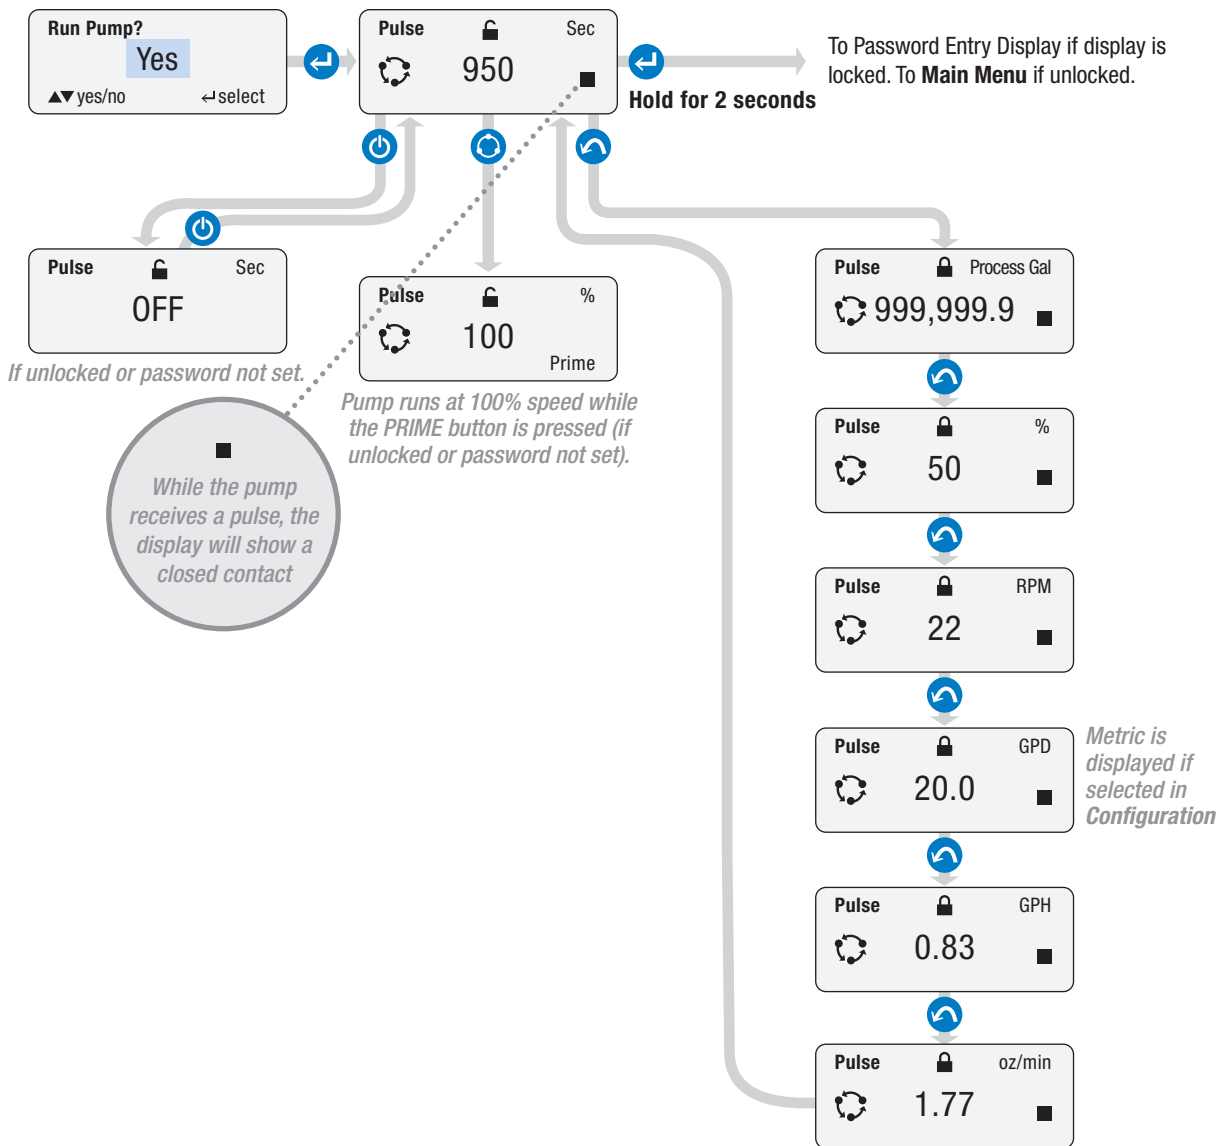 Run Pump?
Yes
▲▼ yes/no ↵ select
Pulse Sec
950
Hold for 2 seconds
To Password Entry Display if display is
locked. To Main Menu if unlocked.
Pulse Sec
OFF
If unlocked or password not set.
Pulse %
100
Prime
Pump runs at 100% speed while
the PRIME button is pressed (if
unlocked or password not set).
While the pump
receives a pulse, the
display will show a
closed contact
Pulse Process Gal
999,999.9
Pulse %
50
Pulse RPM
22
Pulse GPD
20.0
Metric is
displayed if
selected in
Configuration
Pulse GPH
0.83
Pulse oz/min
1.77